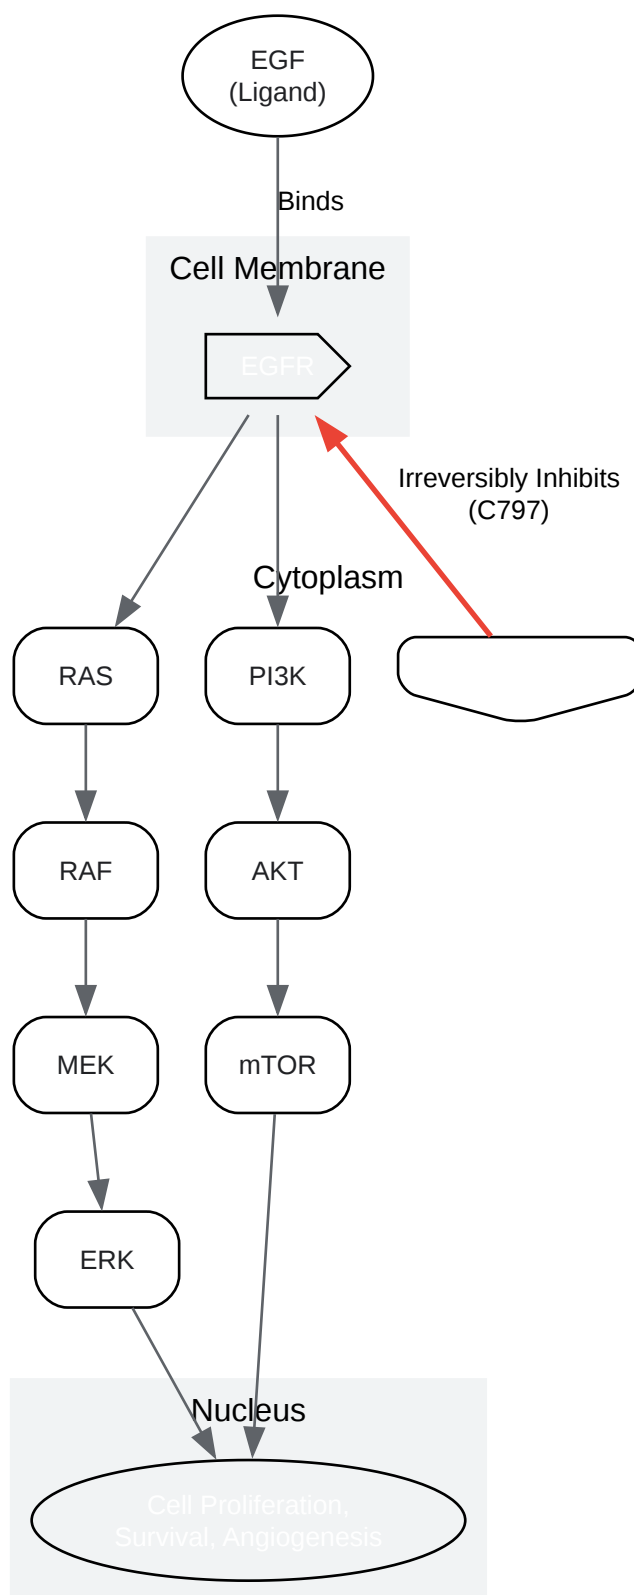 EGF
(Ligand)
Binds
Cell Membrane
EGFR
Irreversibly Inhibits
(C797)
Cytoplasm
RAS
PI3K
RAF
AKT
MEK
mTOR
ERK
Nucleus
Cell Proliferation,
Survival, Angiogenesis